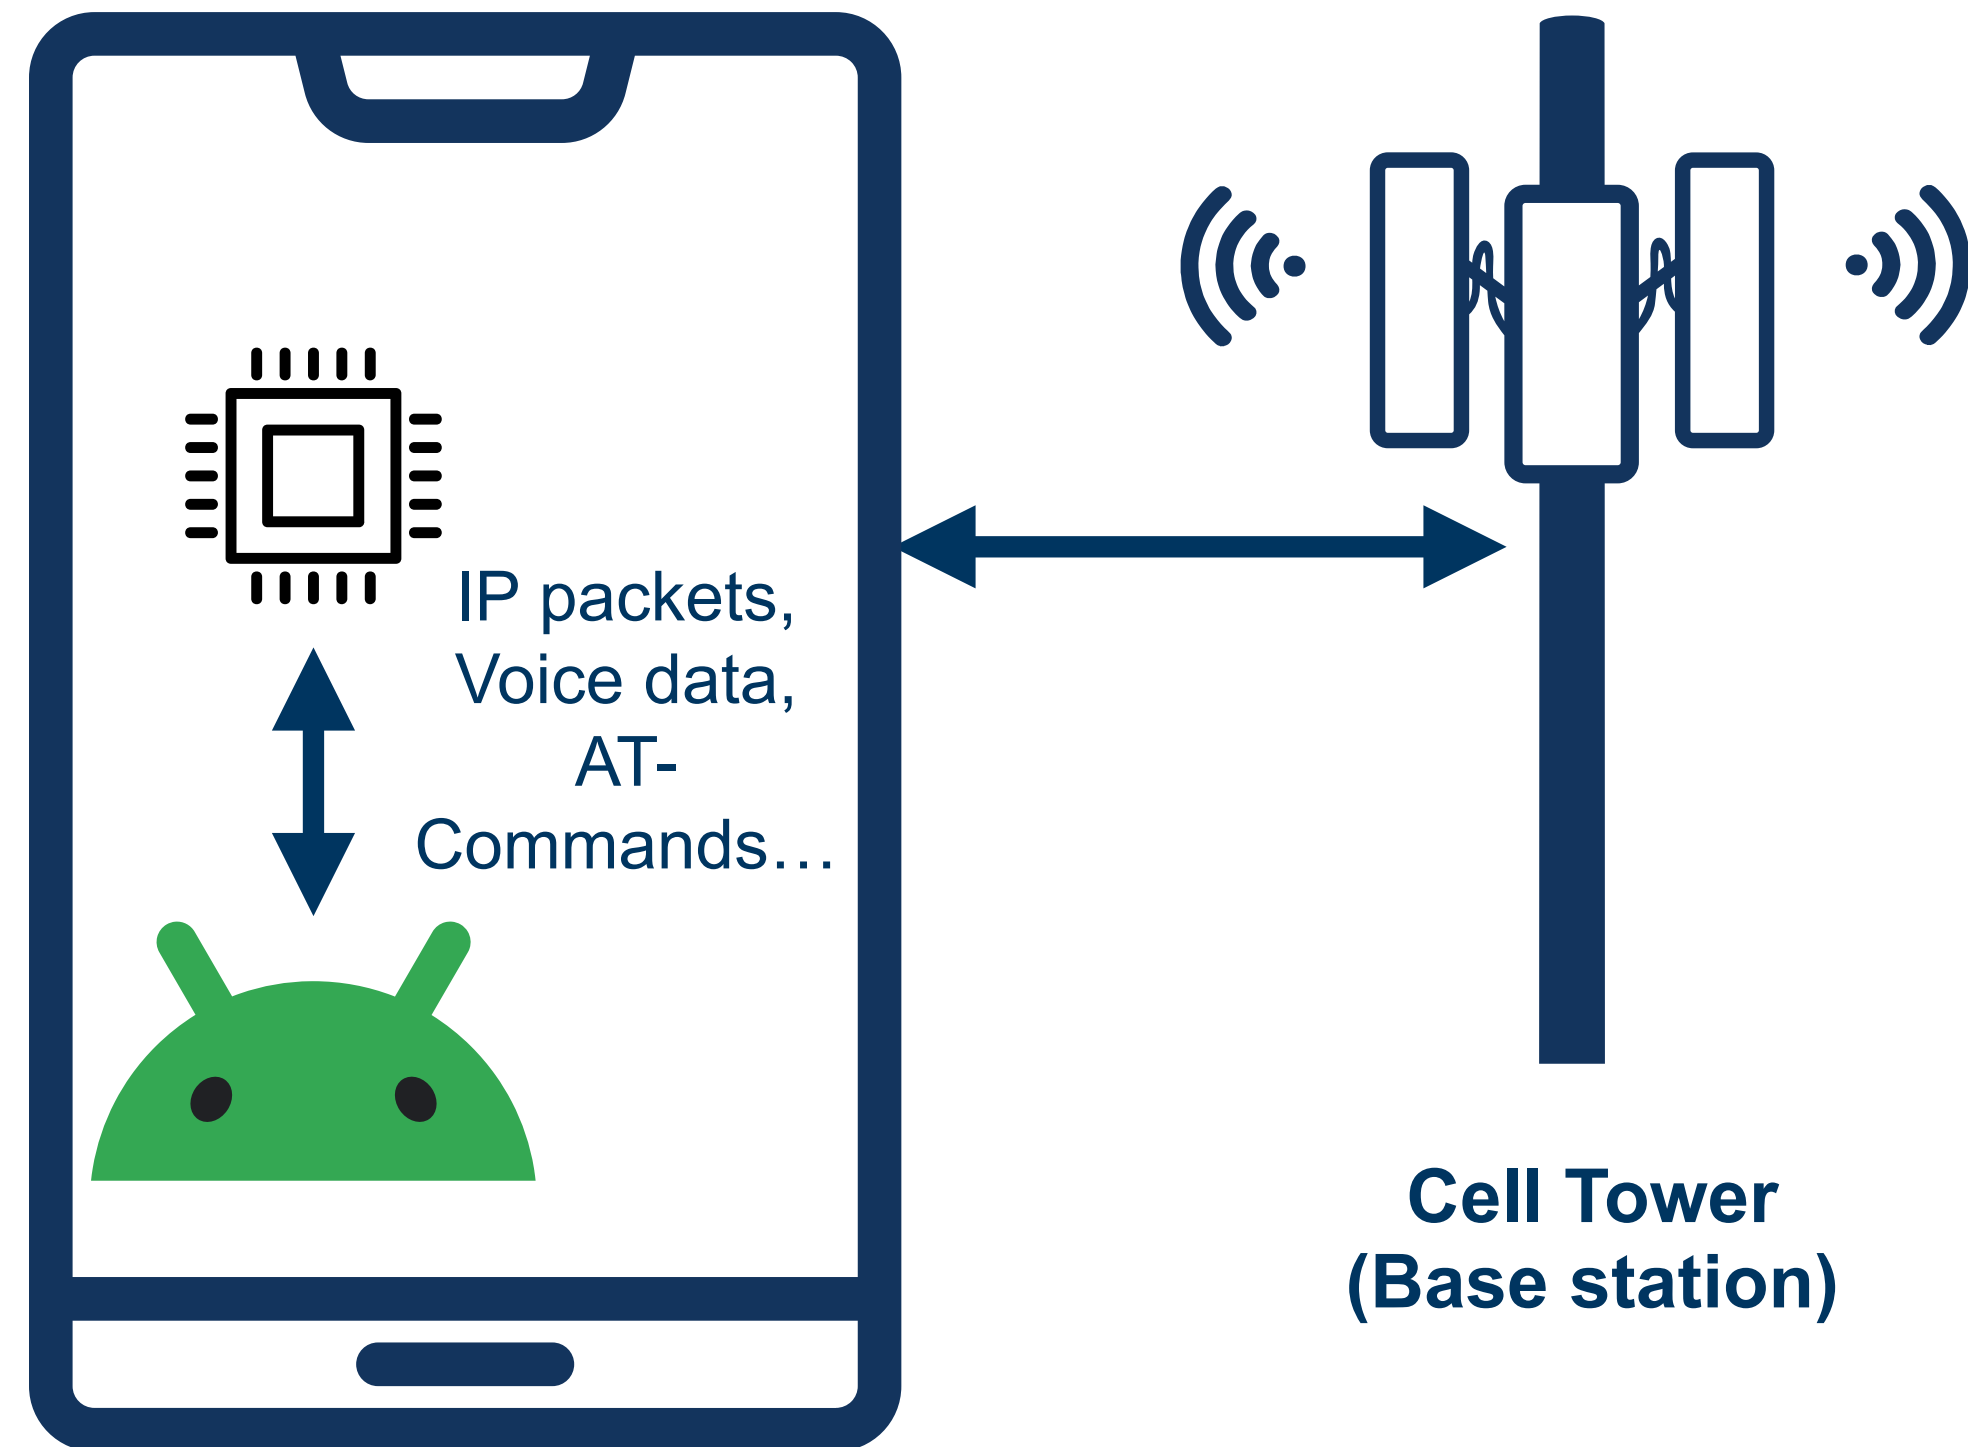 IP packets,
Voice data,
AT-
Commands…
Cell Tower
(Base station)